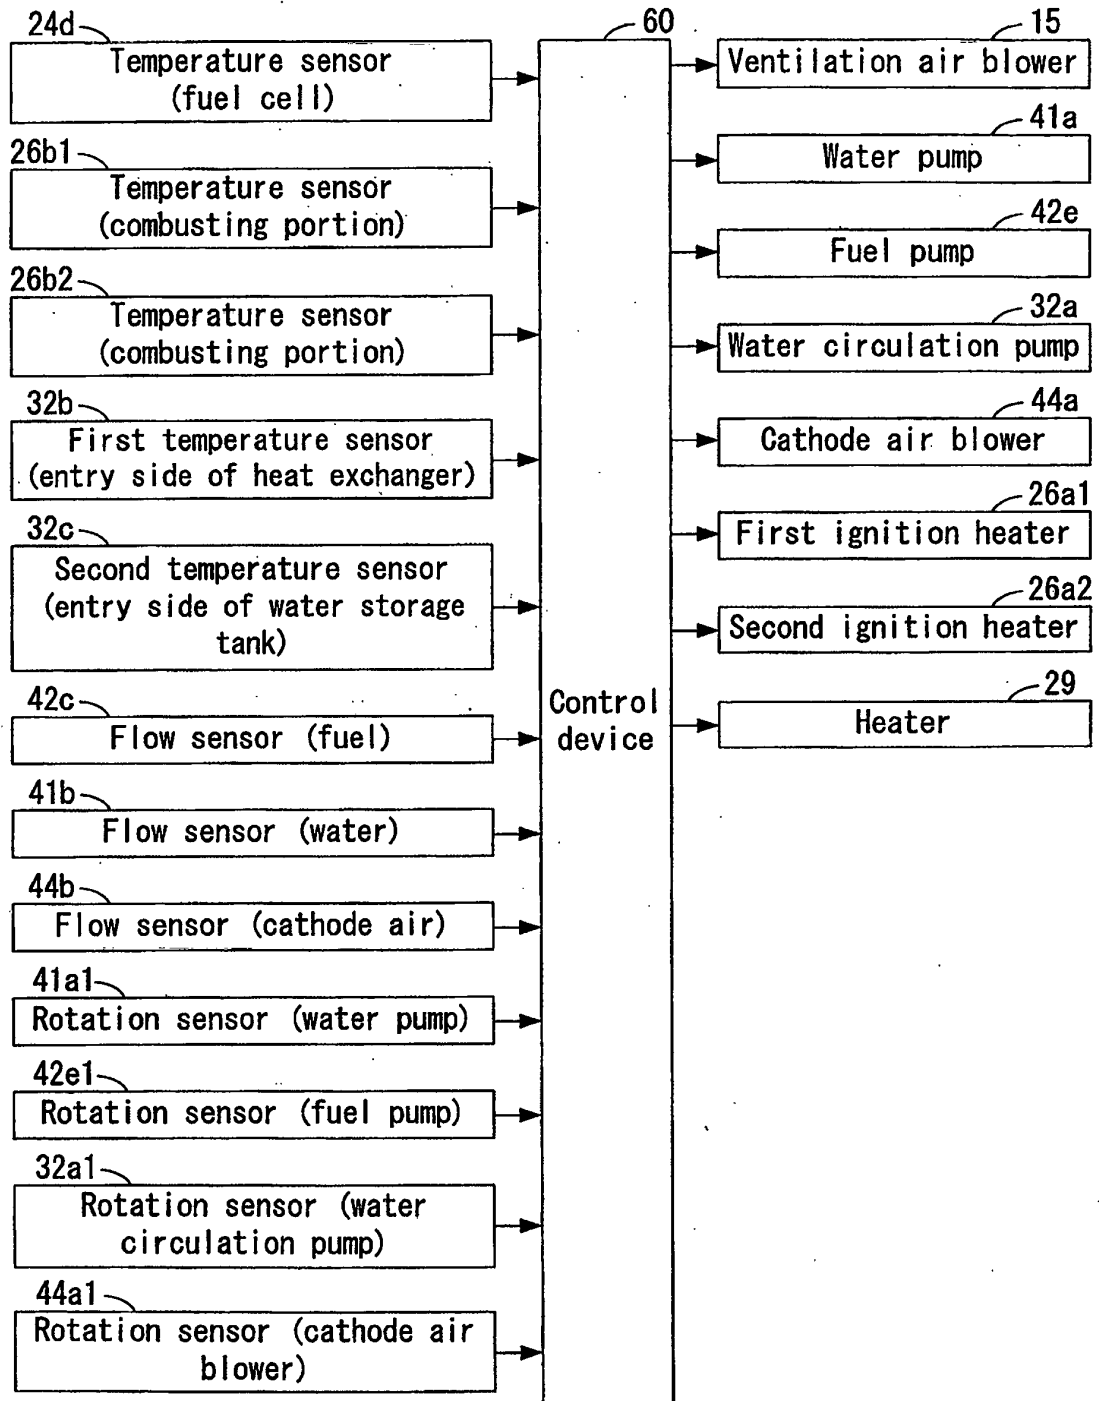 24d
Temperature sensor
(fuel cell)
26b1
Temperature sensor
(combusting portion)
26b2
Temperature sensor
(combusting portion)
32b
First temperature sensor
(entry side of heat exchanger)
32c
Second temperature sensor
(entry side of water storage
tank)
42c
Flow sensor (fuel)
41b
Flow sensor (water)
44b
Flow sensor (cathode air)
41a1
Rotation sensor (water pump)
42e1
Rotation sensor (fuel pump)
32a1
Rotation sensor (water
circulation pump)
44a1
Rotation sensor (cathode air
blower)
60
Control
device
15
Ventilation air blower
41a
Water pump
42e
Fuel pump
32a
Water circulation pump
44a
Cathode air blower
26a1
First ignition heater
26a2
Second ignition heater
29
Heater